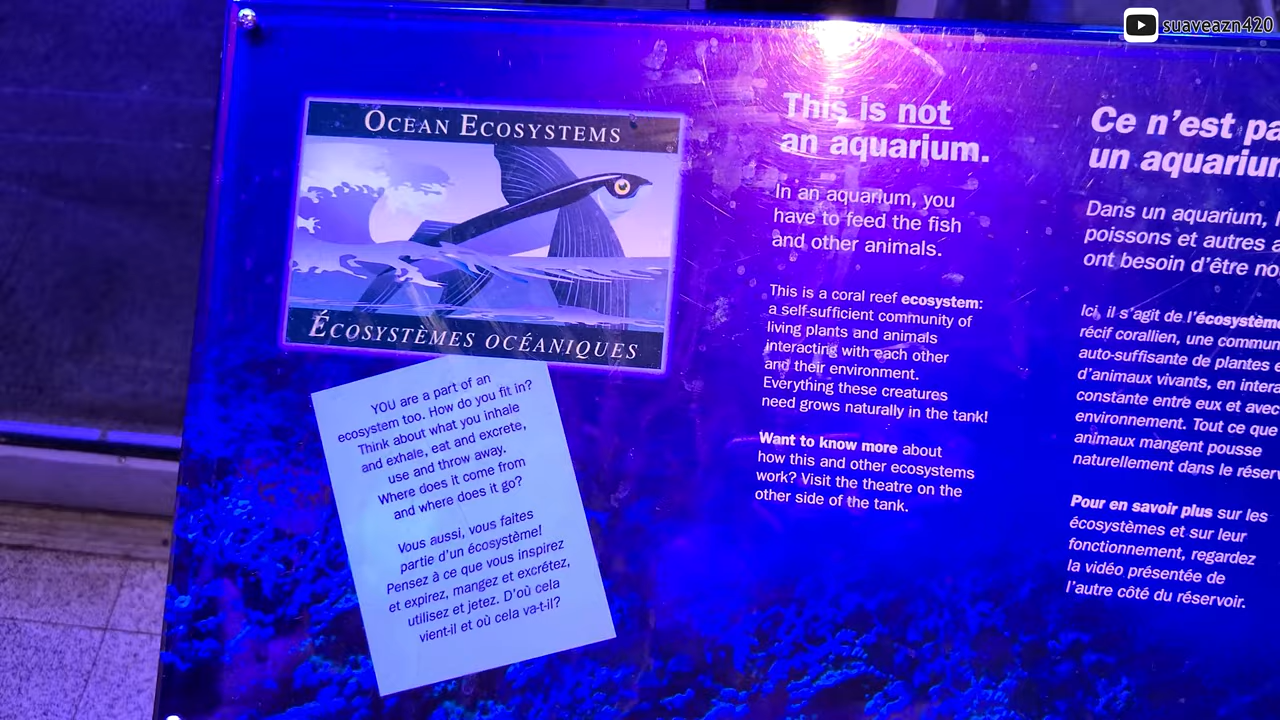 suaveazn420
OCEAN ECOSYSTEMS
ÉCOSYSTÈMES OCÉANIQUES
YOU are a part of an
ecosystem too. How do you fit in?
Think about what you inhale
and exhale, eat and excrete,
use and throw away.
Where does it come from
and where does it go?
Vous aussi, vous faites
partie d'un écosystème!
Pensez à ce que vous inspirez
et expirez, mangez et excrétez,
utilisez et jetez. D'où cela
vient-il et où cela va-t-il?
This is not
an aquarium.
In an aquarium, you
have to feed the fish
and other animals.
This is a coral reef ecosystem:
a self-sufficient community of
living plants and animals
interacting with each other
and their environment.
Everything these creatures
need grows naturally in the tank!
Want to know more about
how this and other ecosystems
work? Visit the theatre on the
other side of the tank.
Ce n'est pa
un aquarium
Dans un aquarium,
poissons et autres
ont besoin d'être
Ici, il s'agit de l'écosystèm
récif corallien, une commun
auto-suffisante de plantes
d'animaux vivants, en inter
constante entre eux et avec
environnement. Tout ce que
animaux mangent pousse
naturellement dans le réserv
Pour en savoir plus sur les
écosystèmes et sur leur
fonctionnement, regardez
la vidéo présentée de
l'autre côté du réservoir.